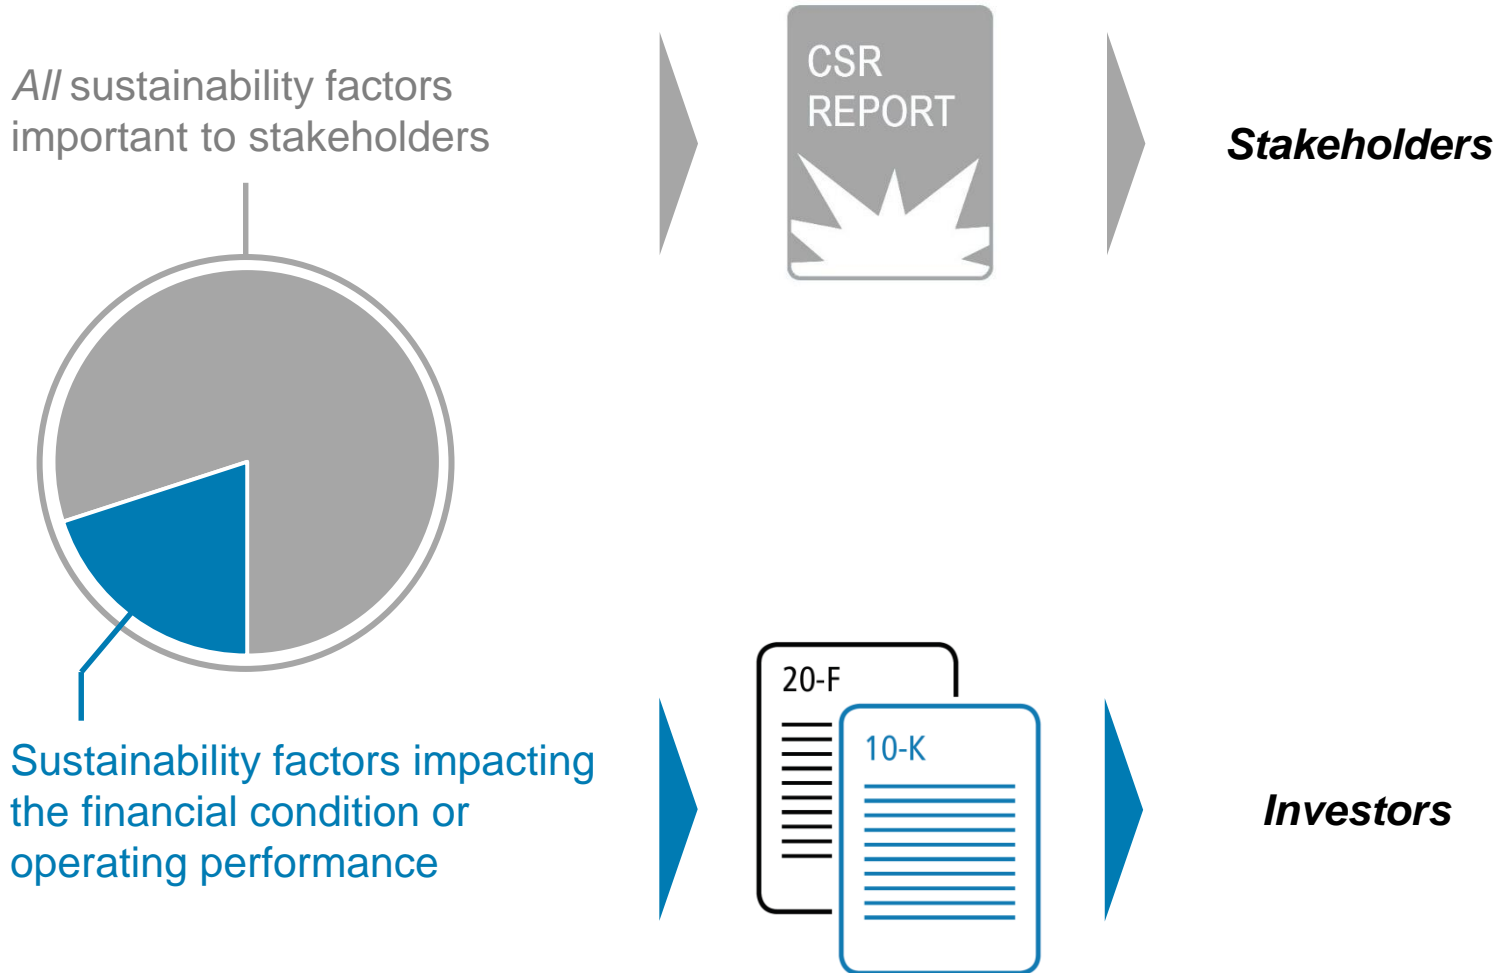 All sustainability factors
important to stakeholders
CSR
REPORT
Stakeholders
Sustainability factors impacting
the financial condition or
operating performance
20-F
10-K
Investors